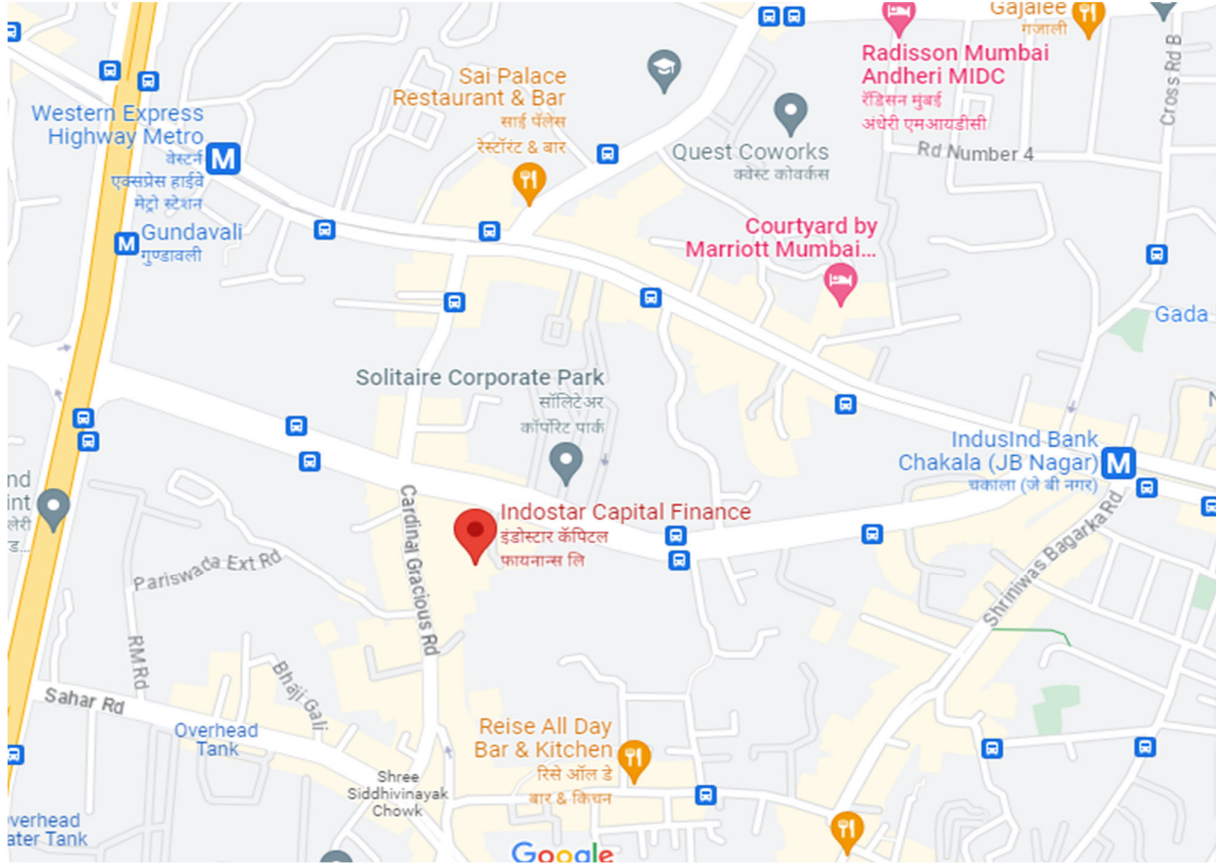 Gajalee
गजाली
Radisson Mumbai
Andheri MIDC
रॅडिसन मुंबई
अंधेरी एमआयडीसी
Cross Rd B
Sai Palace
Restaurant & Bar
साई पॅलेस
रेस्टॉरंट & बार
Western Express
Highway Metro
वेस्टर्न
एक्सप्रेस हाईवे
मेट्रो स्टेशन
M
Quest Coworks
क्वेस्ट कोवर्कस
Rd Number 4
M
Gundavali
गुण्डावली
Courtyard by
Marriott Mumbai...
Gada
Solitaire Corporate Park
सॉलिटेअर
कॉर्पोरेट पार्क
IndusInd Bank
Chakala (JB Nagar)
चकाला (जे बी नगर)
M
Indostar Capital Finance
इंडोस्टार कॅपिटल
फायनान्स लि
Cardinal Gracious Rd
Shriniwas Bagarka Rd
Pariswada Ext Rd
RM Rd
Bhaji Gali
Sahar Rd
Overhead
Tank
Reise All Day
Bar & Kitchen
रिसे ऑल डे
बार & किचन
Shree
Siddhivinayak
Chowk
Google